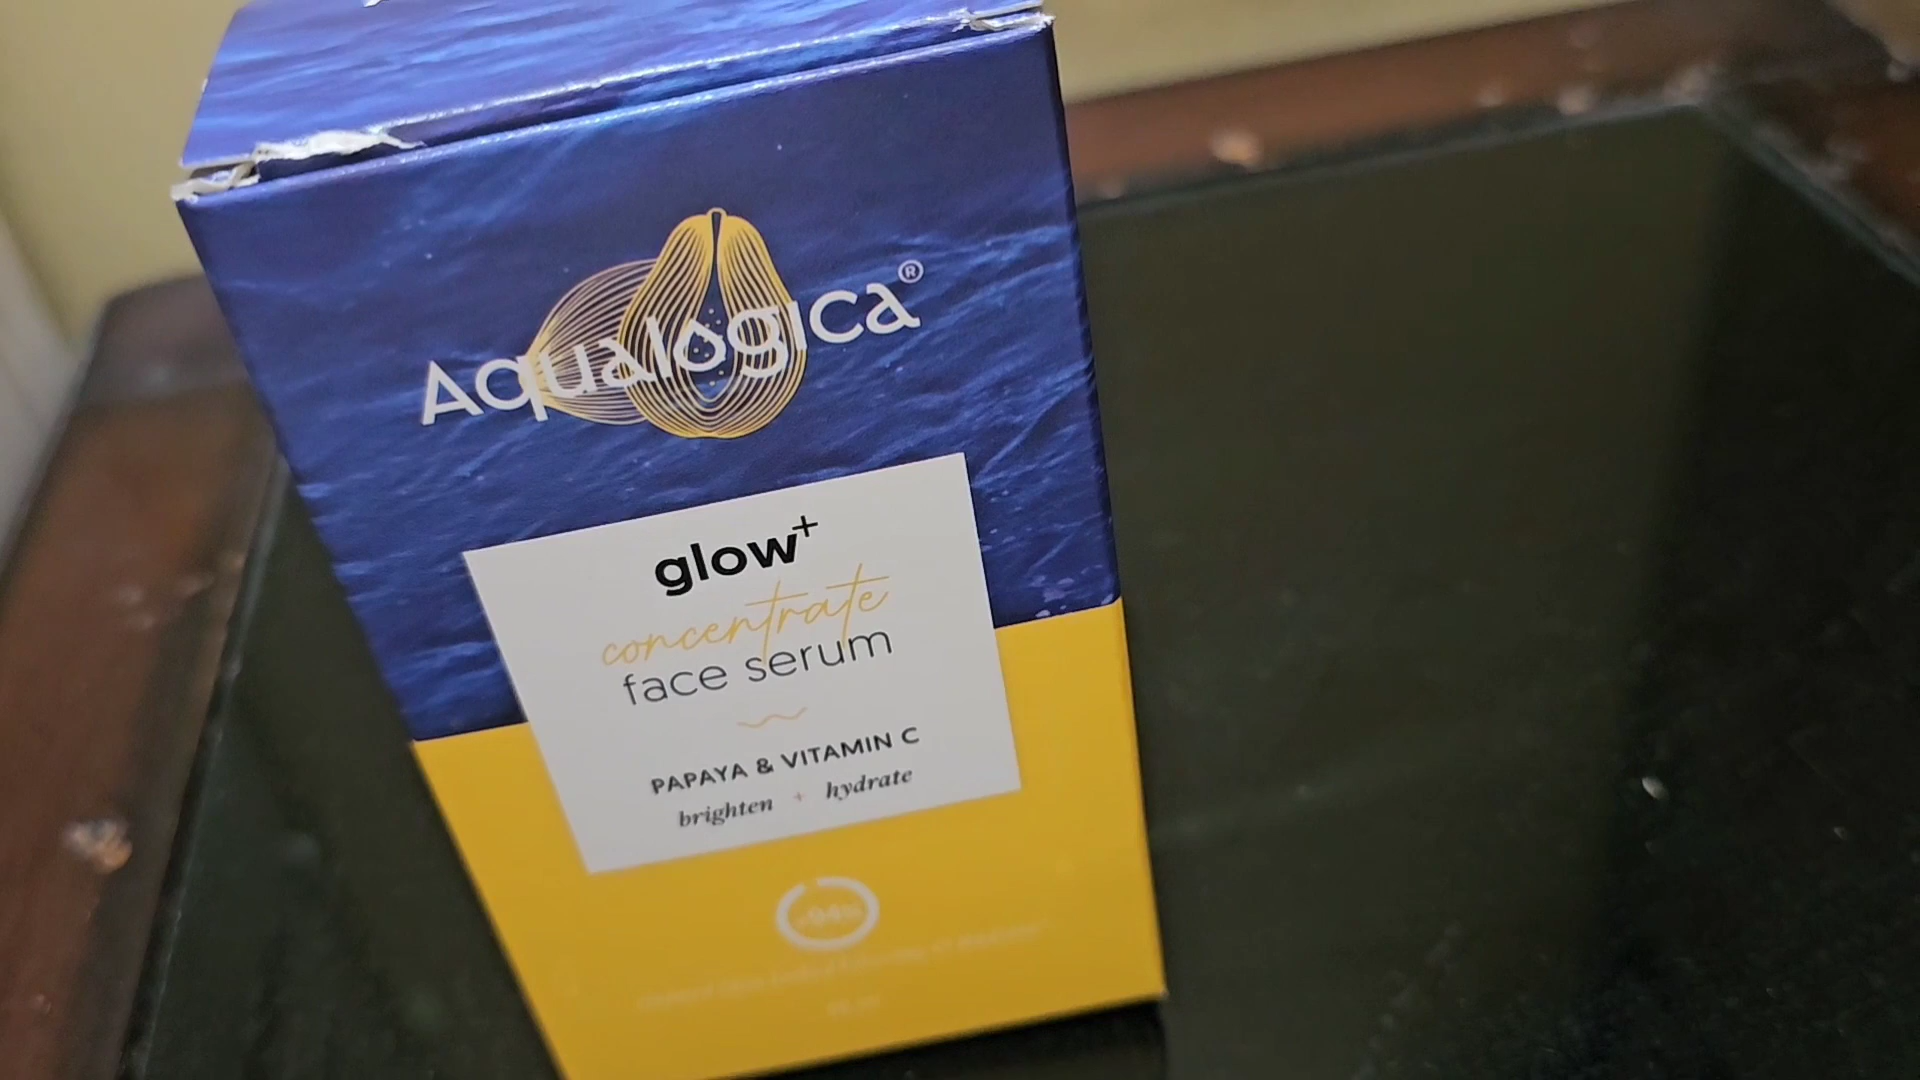 Aqualogica®
glow+
concentrate
face serum
PAPAYA & VITAMIN C
brighten + hydrate